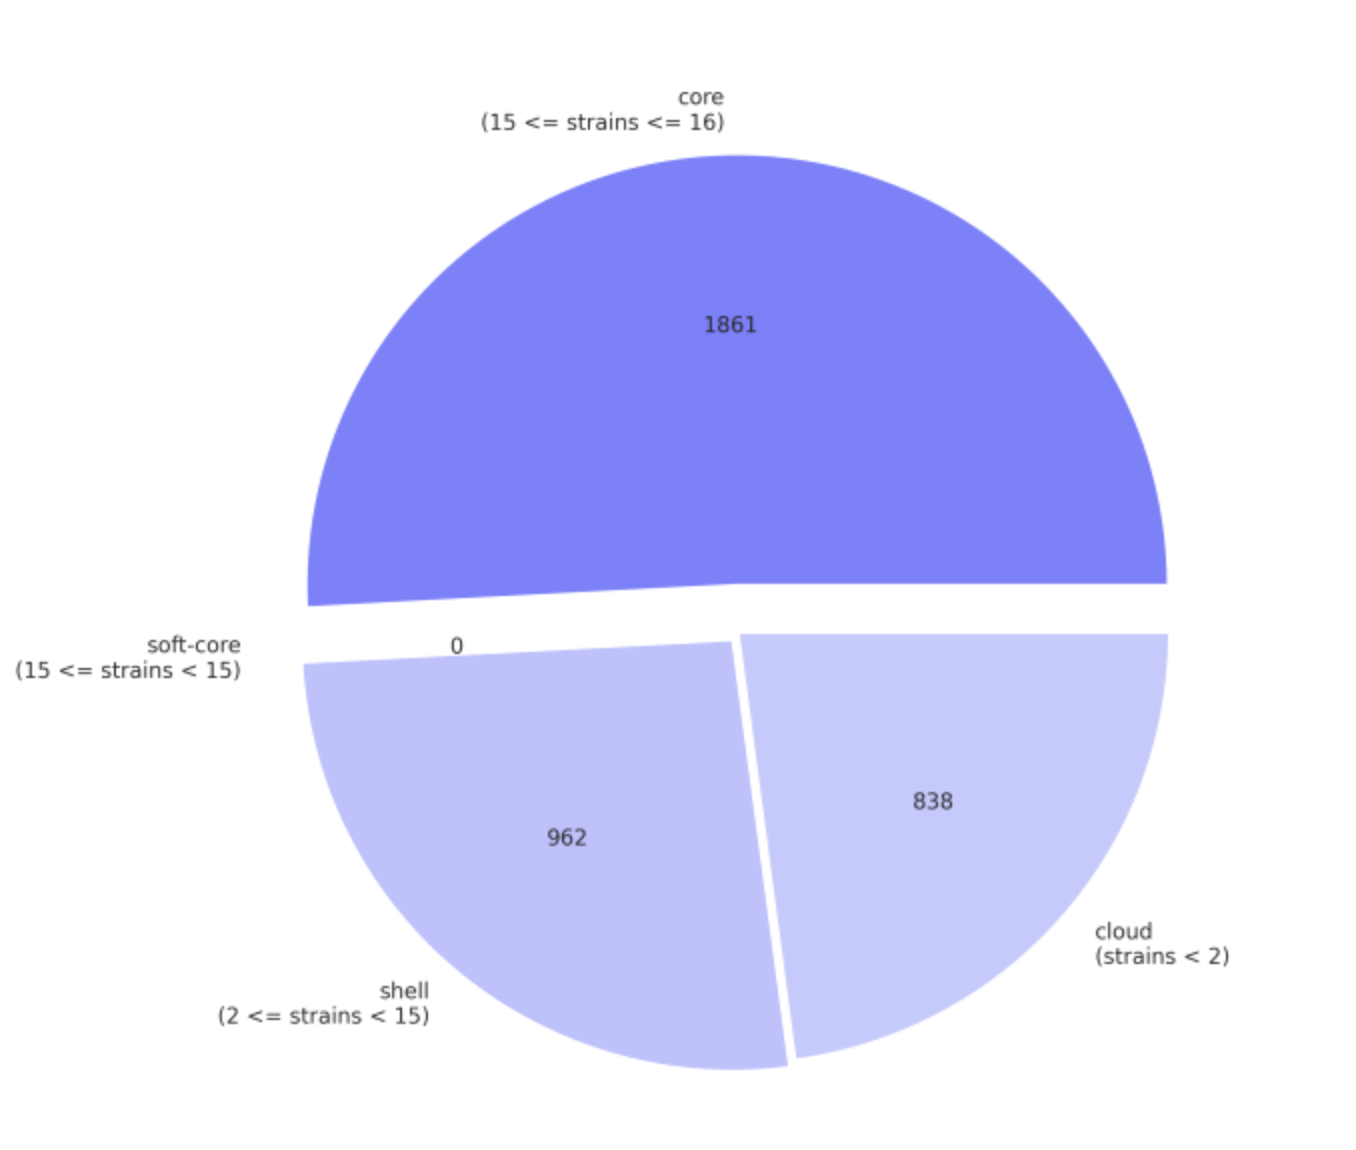 core
(15 <= strains <= 16)
1861
soft-core
(15 <= strains < 15)
0
962
838
cloud
(strains < 2)
shell
(2 <= strains < 15)